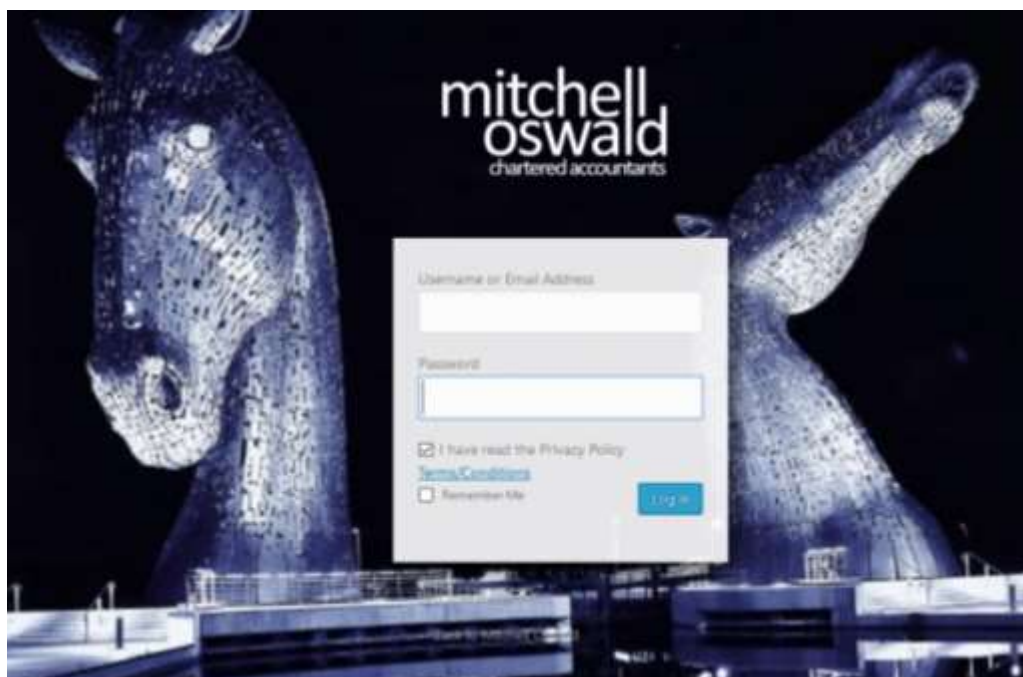 mitchell
oswald
chartered accountants
Username or Email Address
Password
I have read the Privacy Policy
Terms/Conditions
Remember Me
Log In